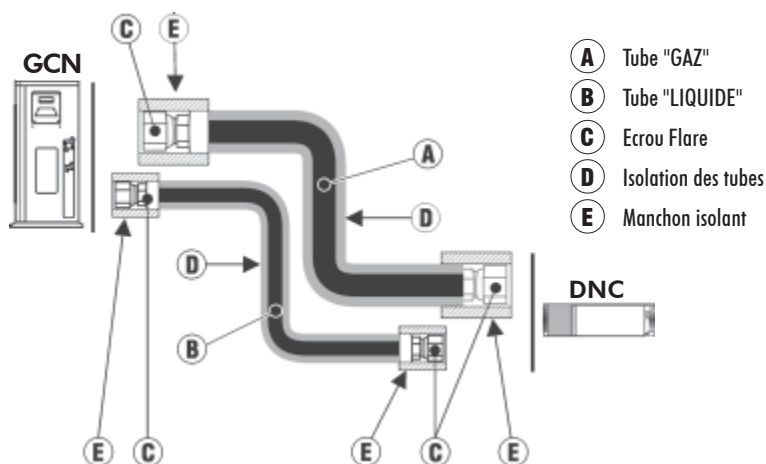 C
E
GCN
A Tube "GAZ"
B Tube "LIQUIDE"
C Ecrou Flare
D Isolation des tubes
E Manchon isolant
A
D
D
DNC
B
E
C
E
C
E